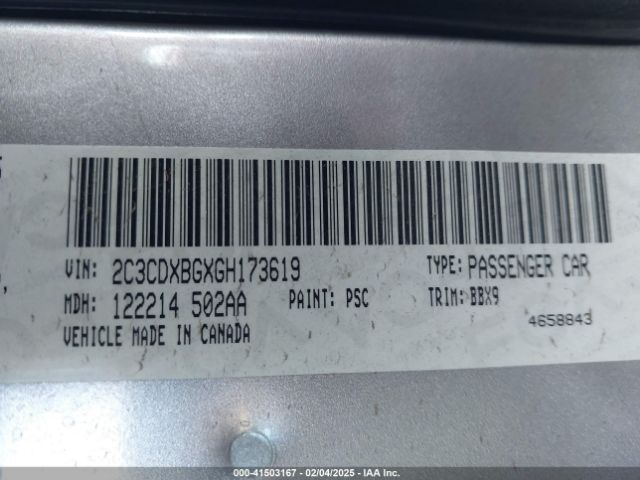 VIN: 2C3CDXBGXGH173619 TYPE: PASSENGER CAR
MDH: 122214 502AA PAINT: PSC TRIM: BBX9
4658843
VEHICLE MADE IN CANADA
000-41503167 - 02/04/2025 - IAA Inc.